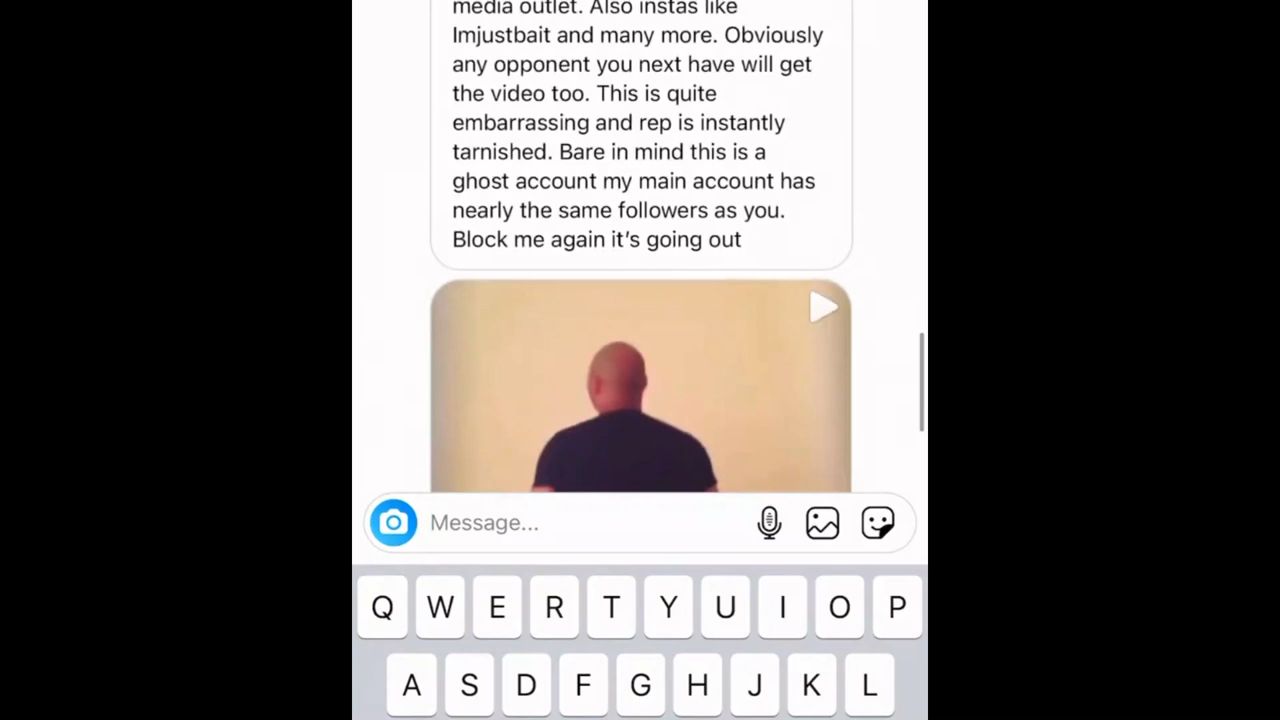 media outlet. Also instas like
Imjustbait and many more. Obviously
any opponent you next have will get
the video too. This is quite
embarrassing and rep is instantly
tarnished. Bare in mind this is a
ghost account my main account has
nearly the same followers as you.
Block me again it’s going out
Message...
Q W E R T Y U I O P
A S D F G H J K L